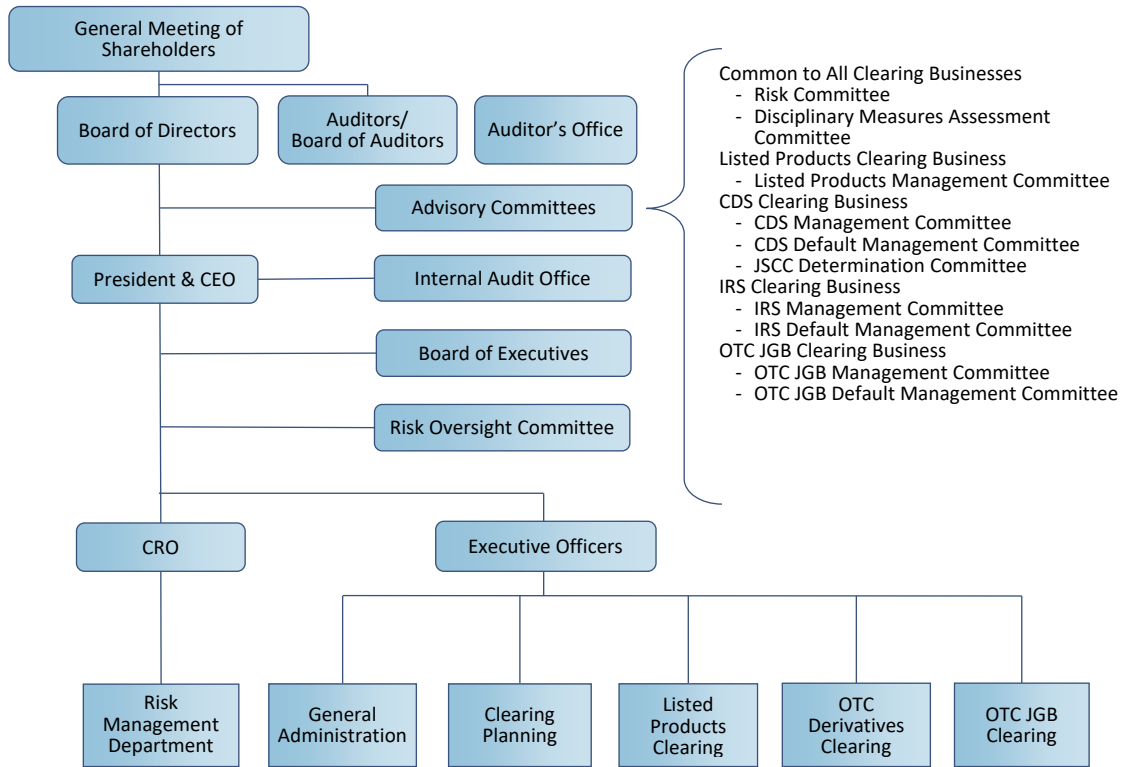 General Meeting of
Shareholders
Board of Directors
Auditors/
Board of Auditors
Auditor’s Office
Advisory Committees
President & CEO
Internal Audit Office
Board of Executives
Risk Oversight Committee
Common to All Clearing Businesses
- Risk Committee
- Disciplinary Measures Assessment
Committee
Listed Products Clearing Business
- Listed Products Management Committee
CDS Clearing Business
- CDS Management Committee
- CDS Default Management Committee
- JSCC Determination Committee
IRS Clearing Business
- IRS Management Committee
- IRS Default Management Committee
OTC JGB Clearing Business
- OTC JGB Management Committee
- OTC JGB Default Management Committee
CRO
Executive Officers
Risk
Management
Department
General
Administration
Clearing
Planning
Listed
Products
Clearing
OTC
Derivatives
Clearing
OTC JGB
Clearing